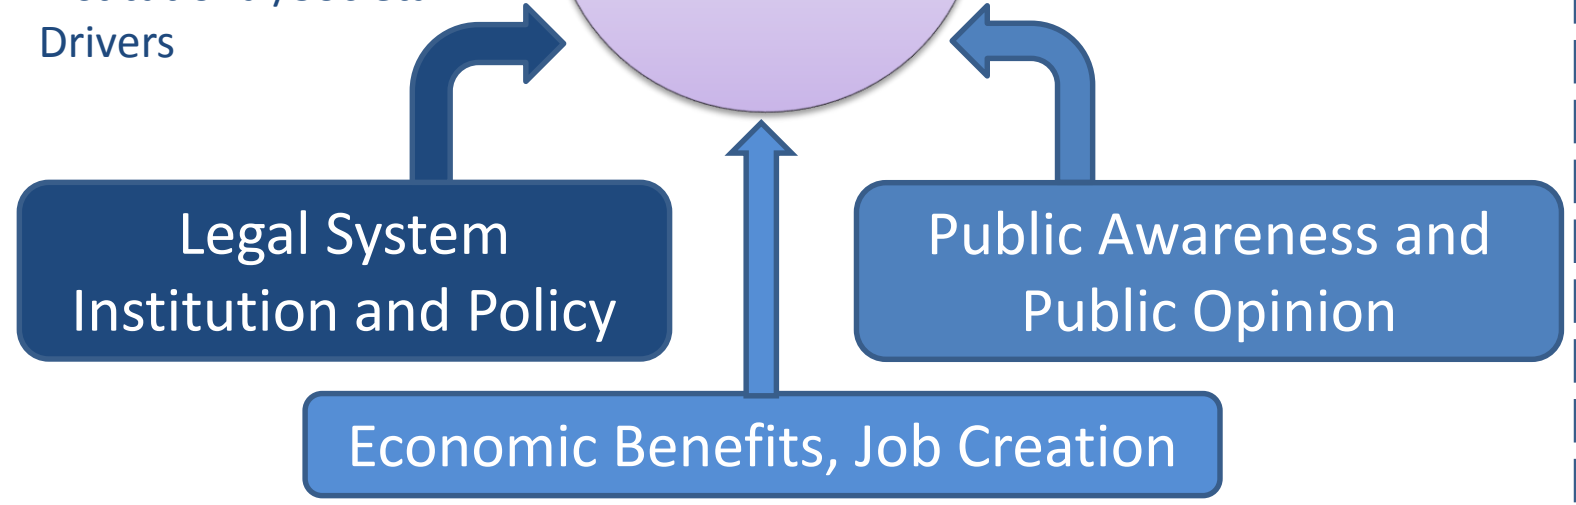 Drivers
Legal System
Institution and Policy
Public Awareness and
Public Opinion
Economic Benefits, Job Creation